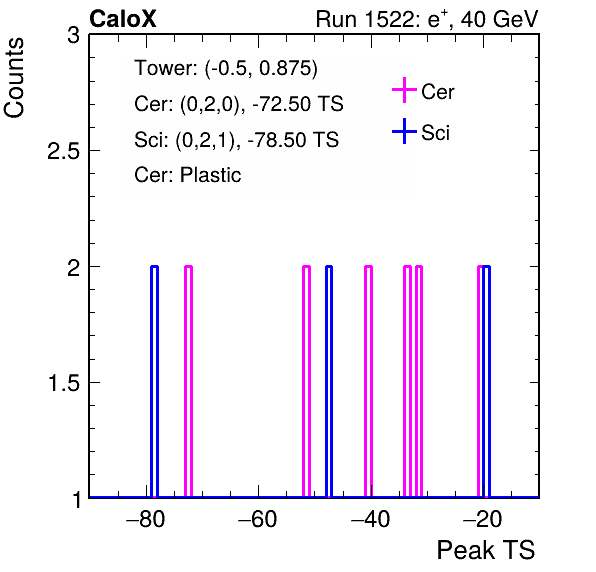 CaloX Run 1522: e+, 40 GeV
Counts
3
Tower: (-0.5, 0.875)
Cer
Cer: (0,2,0), -72.50 TS
Sci
Sci: (0,2,1), -78.50 TS
2.5
Cer: Plastic
2
1.5
1
−80 −60 −40 −20
Peak TS